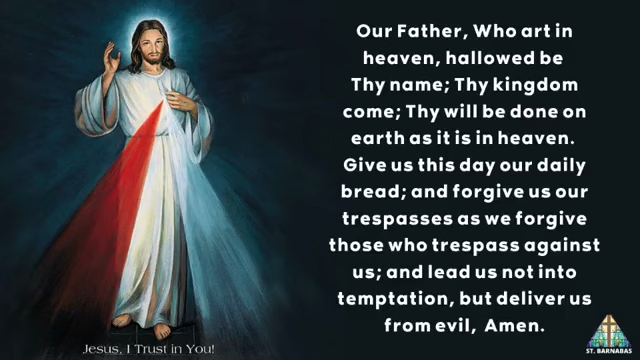 Our Father, Who art in
heaven, hallowed be
Thy name; Thy kingdom
come; Thy will be done on
earth as it is in heaven.
Give us this day our daily
bread; and forgive us our
trespasses as we forgive
those who trespass against
us; and lead us not into
temptation, but deliver us
from evil, Amen.
Jesus, I Trust in You!
ST. BARNABAS